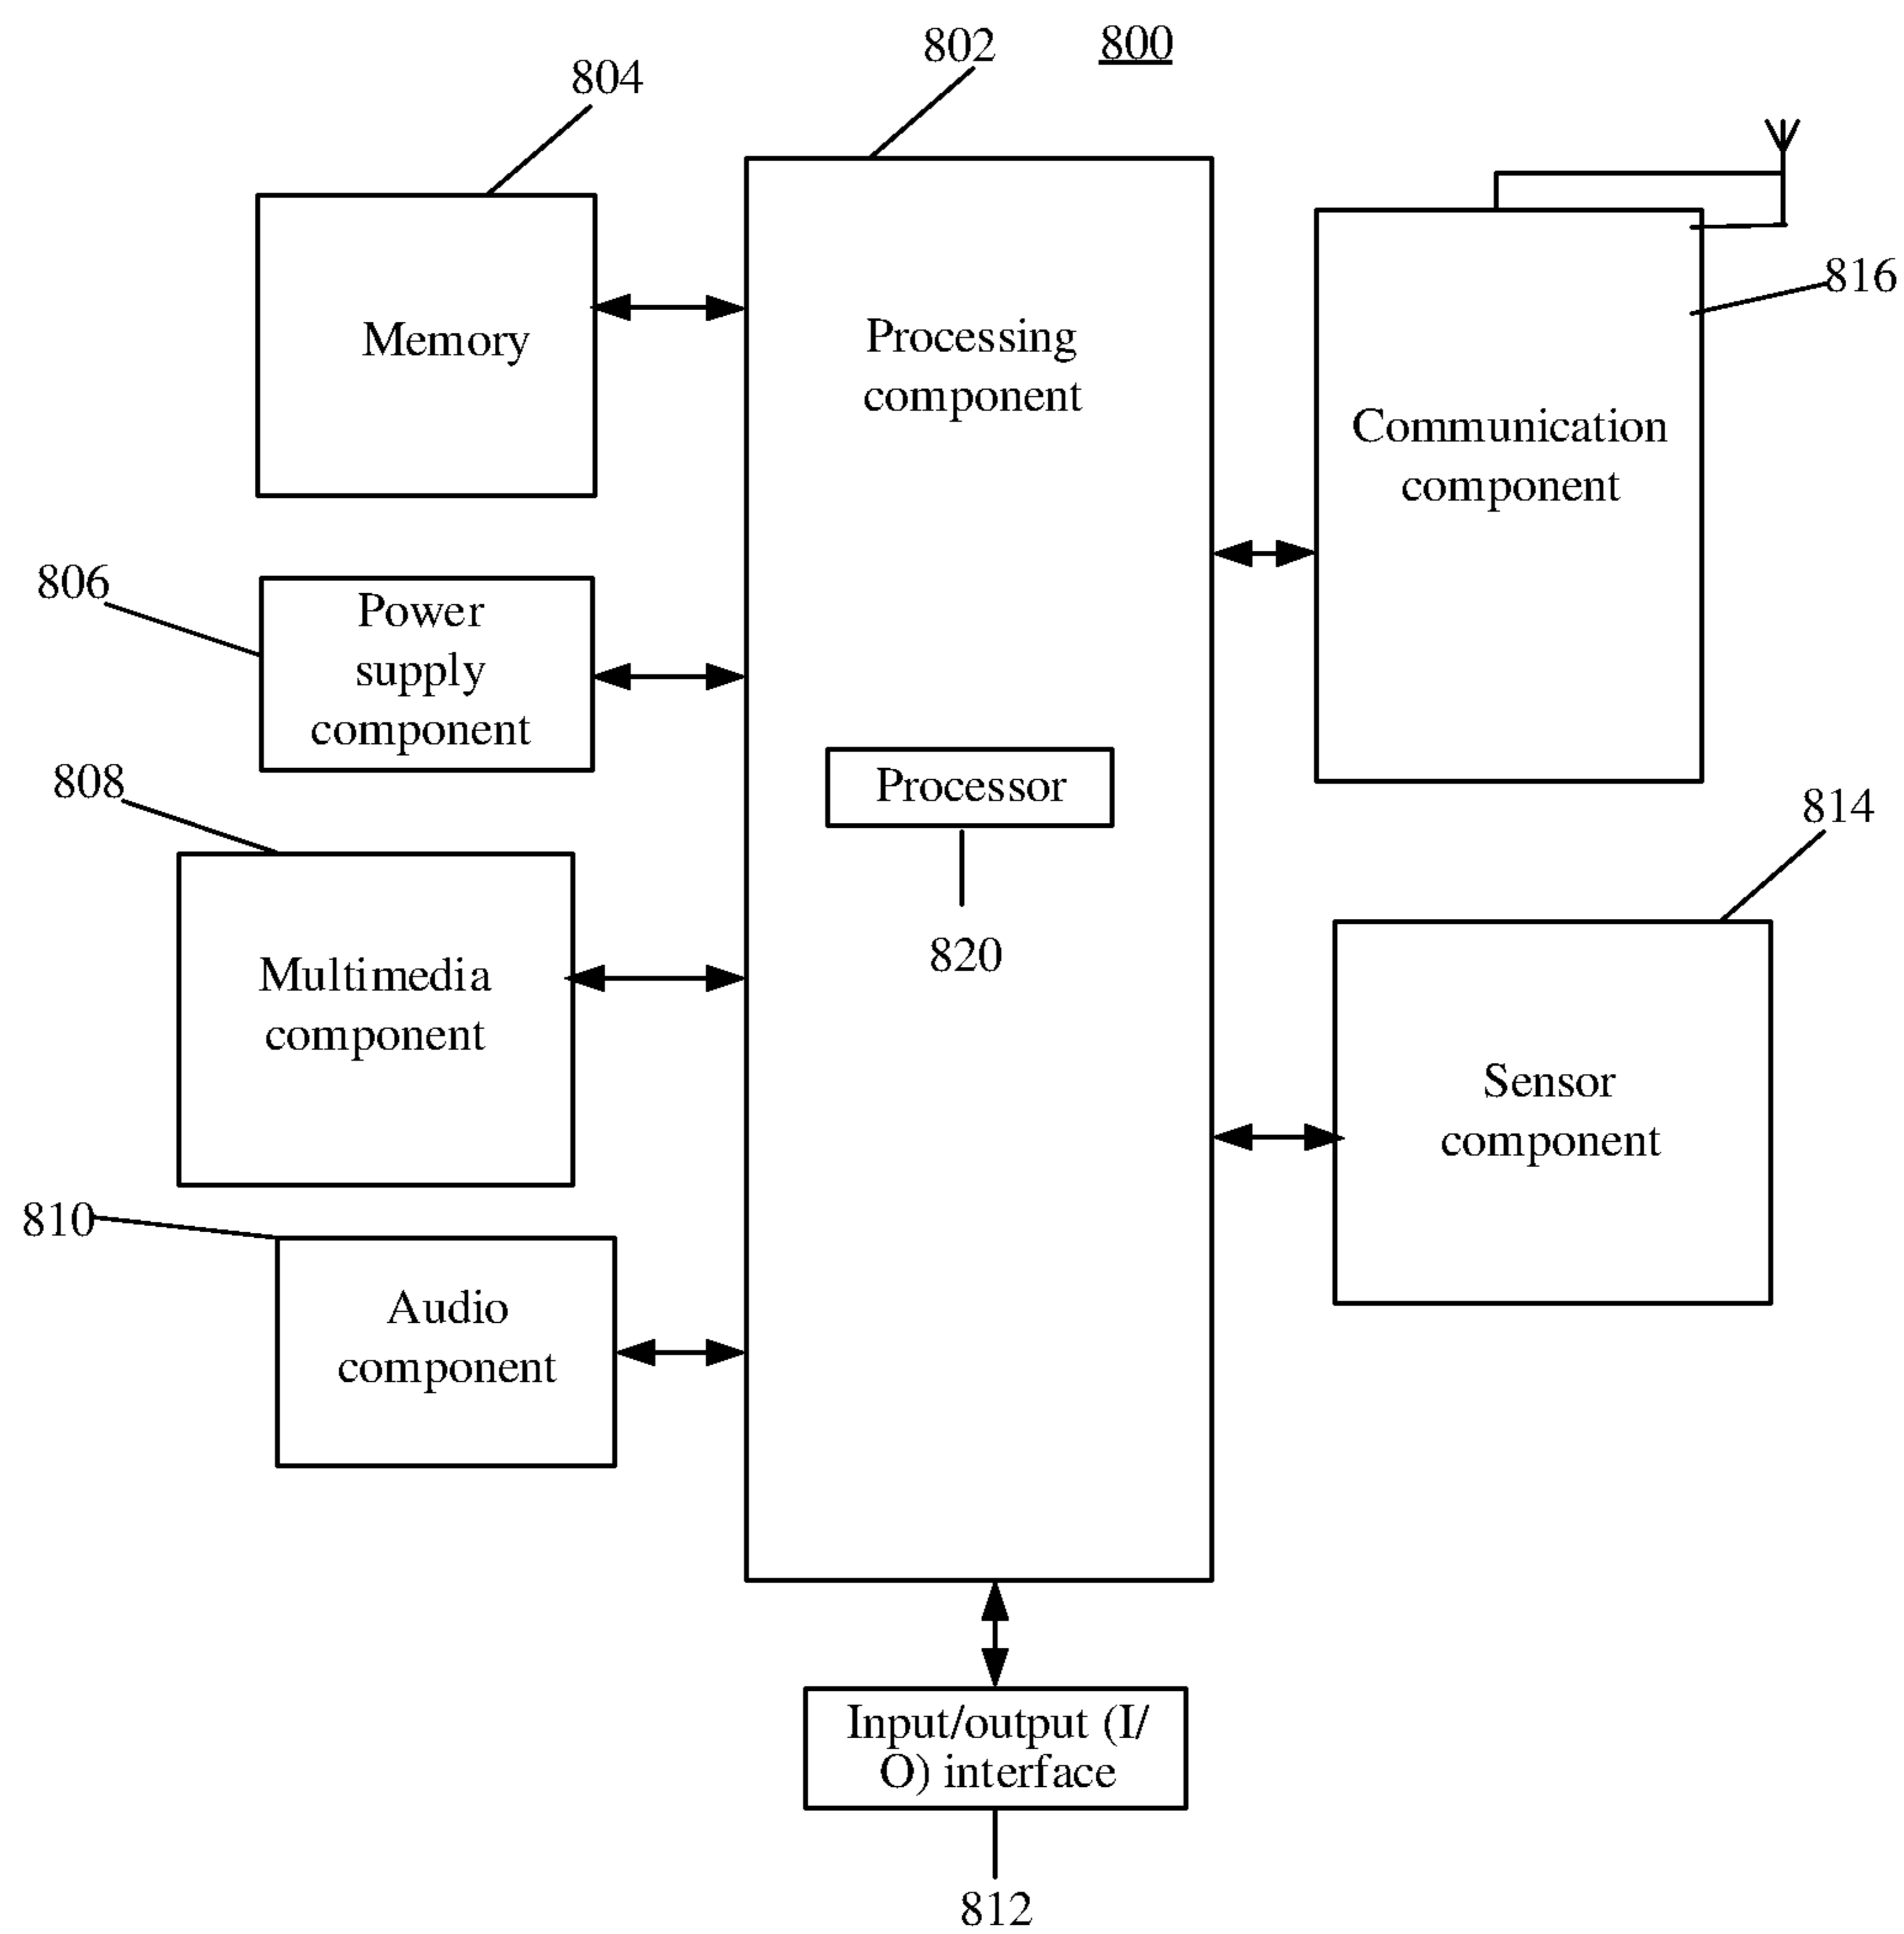 802
800
804
816
Memory
Processing
component
Communication
component
806
Power
supply
component
808
Processor
814
820
Multimedia
component
Sensor
component
810
Audio
component
Input/output (I/
O) interface
812